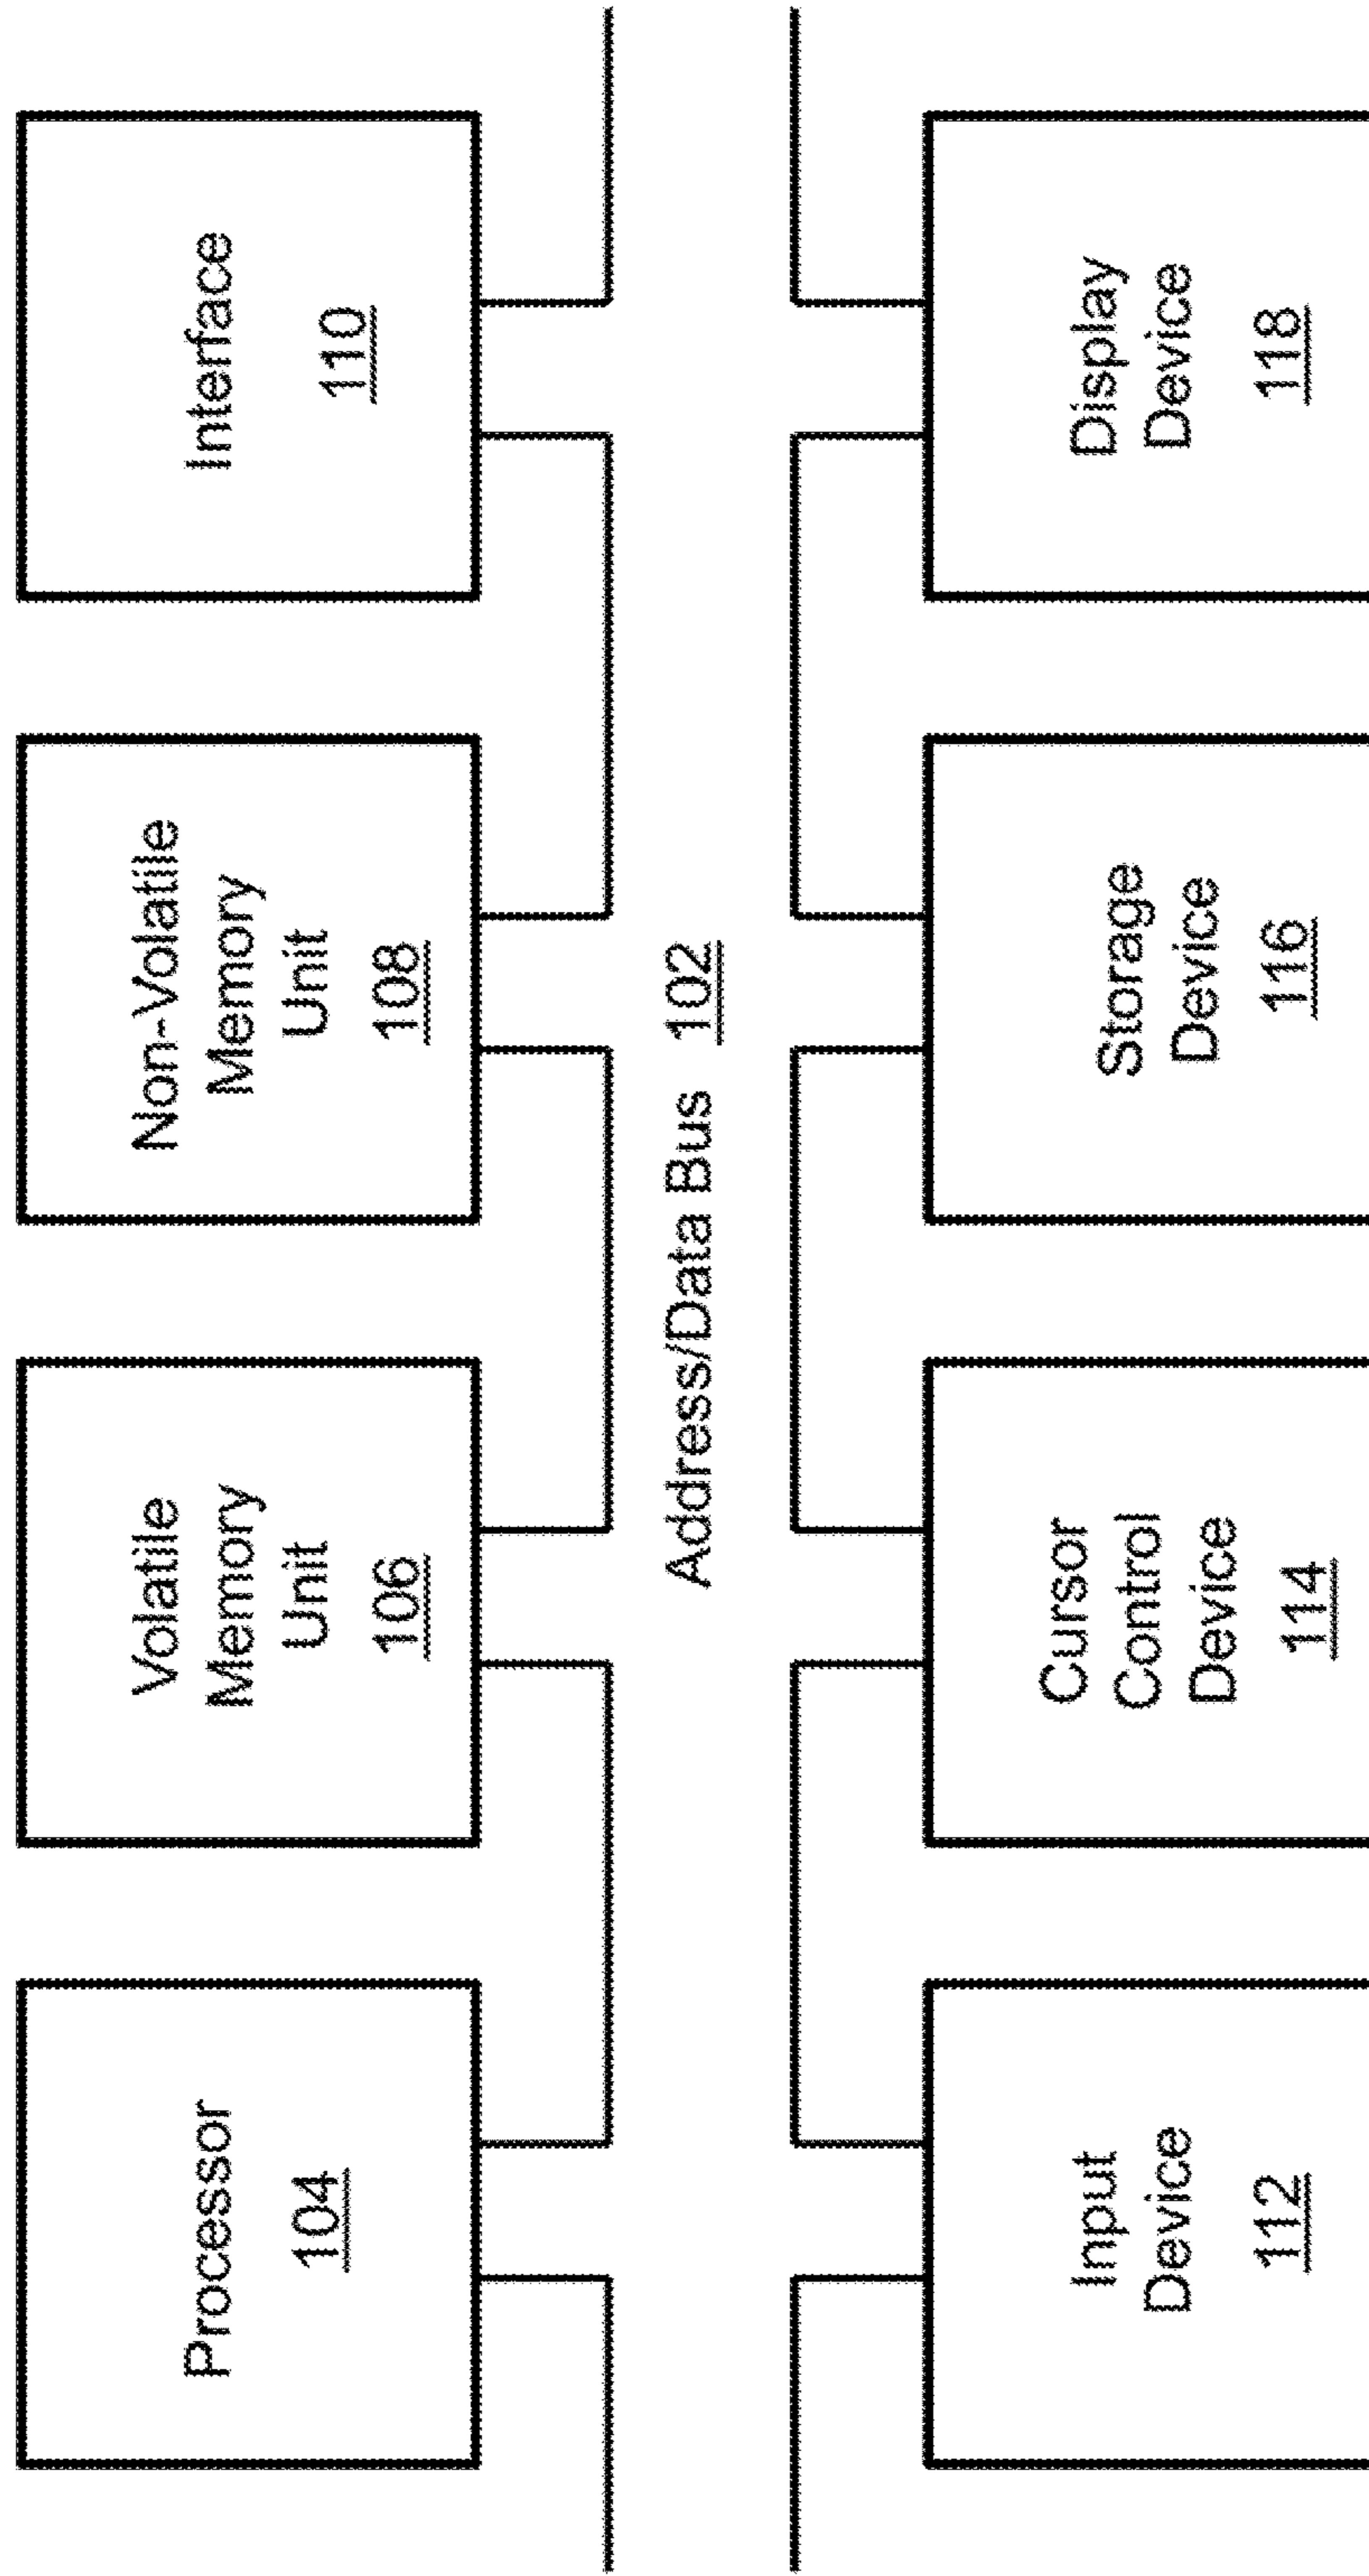 Processor
104
Volatile
Memory
Unit
106
Non-Volatile
Memory
Unit
108
Interface
110
Address/Data Bus 102
Input
Device
112
Cursor
Control
Device
114
Storage
Device
116
Display
Device
118